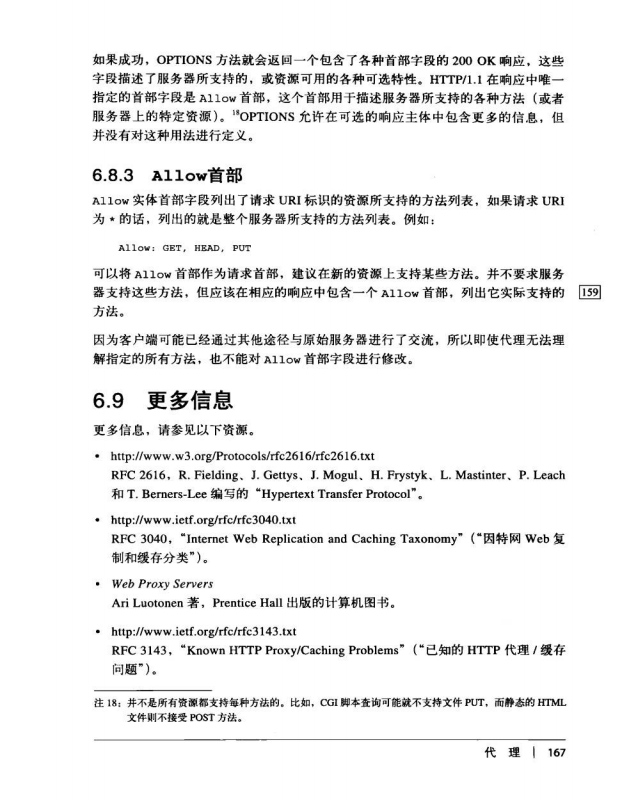 如果成功，OPTIONS 方法就会返回一个包含了各种首部字段的 200 OK 响应，这些
字段描述了服务器所支持的，或资源可用的各种可选特性。HTTP/1.1 在响应中唯一
指定的首部字段是 Allow 首部，这个首部用于描述服务器所支持的各种方法（或者
服务器上的特定资源）。18OPTIONS 允许在可选的响应主体中包含更多的信息，但
并没有对这种用法进行定义。
6.8.3 Allow首部
Allow 实体首部字段列出了请求 URI 标识的资源所支持的方法列表，如果请求 URI
为 * 的话，列出的就是整个服务器所支持的方法列表。例如：
Allow: GET, HEAD, PUT
可以将 Allow 首部作为请求首部，建议在新的资源上支持某些方法。并不要求服务
器支持这些方法，但应该在相应的响应中包含一个 Allow 首部，列出它实际支持的 159
方法。
因为客户端可能已经通过其他途径与原始服务器进行了交流，所以即使代理无法理
解指定的所有方法，也不能对 Allow 首部字段进行修改。
6.9 更多信息
更多信息，请参见以下资源。
• http://www.w3.org/Protocols/rfc2616/rfc2616.txt
RFC 2616，R. Fielding、J. Gettys、J. Mogul、H. Frystyk、L. Mastinter、P. Leach
和 T. Berners-Lee 编写的“Hypertext Transfer Protocol”。
• http://www.ietf.org/rfc/rfc3040.txt
RFC 3040，“Internet Web Replication and Caching Taxonomy”（“因特网 Web 复
制和缓存分类”）。
• Web Proxy Servers
Ari Luotonen 著，Prentice Hall 出版的计算机图书。
• http://www.ietf.org/rfc/rfc3143.txt
RFC 3143，“Known HTTP Proxy/Caching Problems”（“已知的 HTTP 代理 / 缓存
问题”）。
注 18：并不是所有资源都支持每种方法的。比如，CGI 脚本查询可能就不支持文件 PUT，而静态的 HTML
文件则不接受 POST 方法。
代 理 | 167